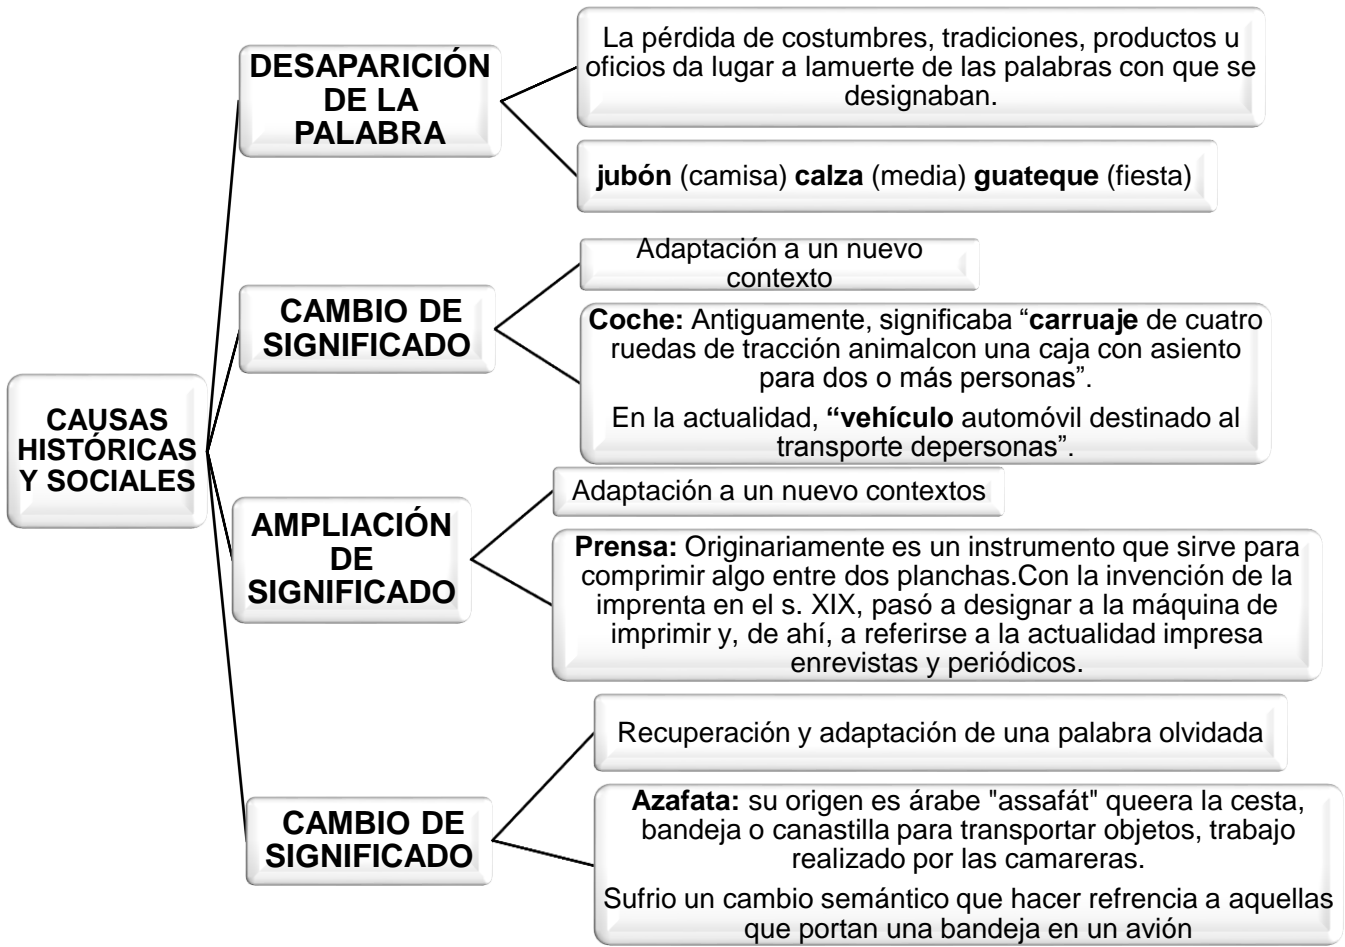 CAUSAS
HISTÓRICAS
Y SOCIALES
DESAPARICIÓN
DE LA
PALABRA
La pérdida de costumbres, tradiciones, productos u
oficios da lugar a lamuerte de las palabras con que se
designaban.
jubón (camisa) calza (media) guateque (fiesta)
CAMBIO DE
SIGNIFICADO
Adaptación a un nuevo
contexto
Coche: Antiguamente, significaba “carruaje de cuatro
ruedas de tracción animalcon una caja con asiento
para dos o más personas”.
En la actualidad, “vehículo automóvil destinado al
transporte depersonas”.
AMPLIACIÓN
DE
SIGNIFICADO
Adaptación a un nuevo contextos
Prensa: Originariamente es un instrumento que sirve para
comprimir algo entre dos planchas.Con la invención de la
imprenta en el s. XIX, pasó a designar a la máquina de
imprimir y, de ahí, a referirse a la actualidad impresa
enrevistas y periódicos.
CAMBIO DE
SIGNIFICADO
Recuperación y adaptación de una palabra olvidada
Azafata: su origen es árabe "assafát" queera la cesta,
bandeja o canastilla para transportar objetos, trabajo
realizado por las camareras.
Sufrio un cambio semántico que hacer refrencia a aquellas
que portan una bandeja en un avión